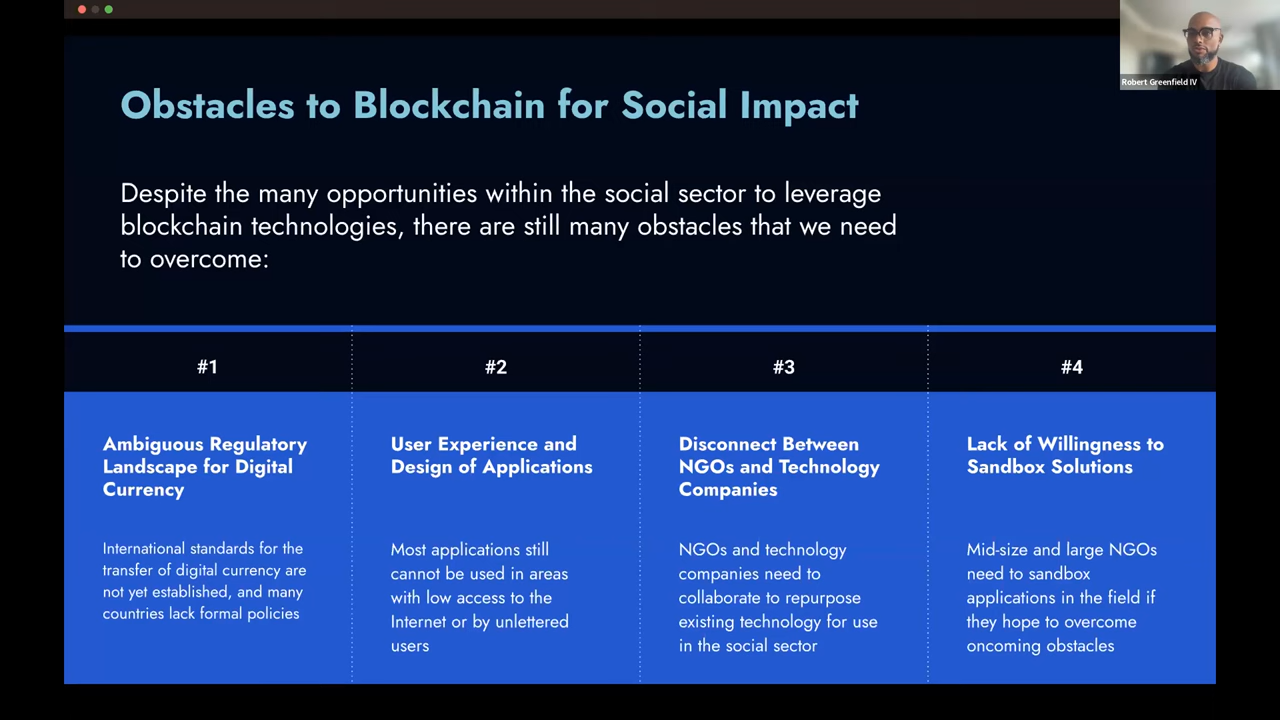 Robert Greenfield IV
Obstacles to Blockchain for Social Impact
Despite the many opportunities within the social sector to leverage
blockchain technologies, there are still many obstacles that we need
to overcome:
#1
#2
#3
#4
Ambiguous Regulatory
Landscape for Digital
Currency
International standards for the
transfer of digital currency are
not yet established, and many
countries lack formal policies
User Experience and
Design of Applications
Most applications still
cannot be used in areas
with low access to the
Internet or by unlettered
users
Disconnect Between
NGOs and Technology
Companies
NGOs and technology
companies need to
collaborate to repurpose
existing technology for use
in the social sector
Lack of Willingness to
Sandbox Solutions
Mid-size and large NGOs
need to sandbox
applications in the field if
they hope to overcome
oncoming obstacles